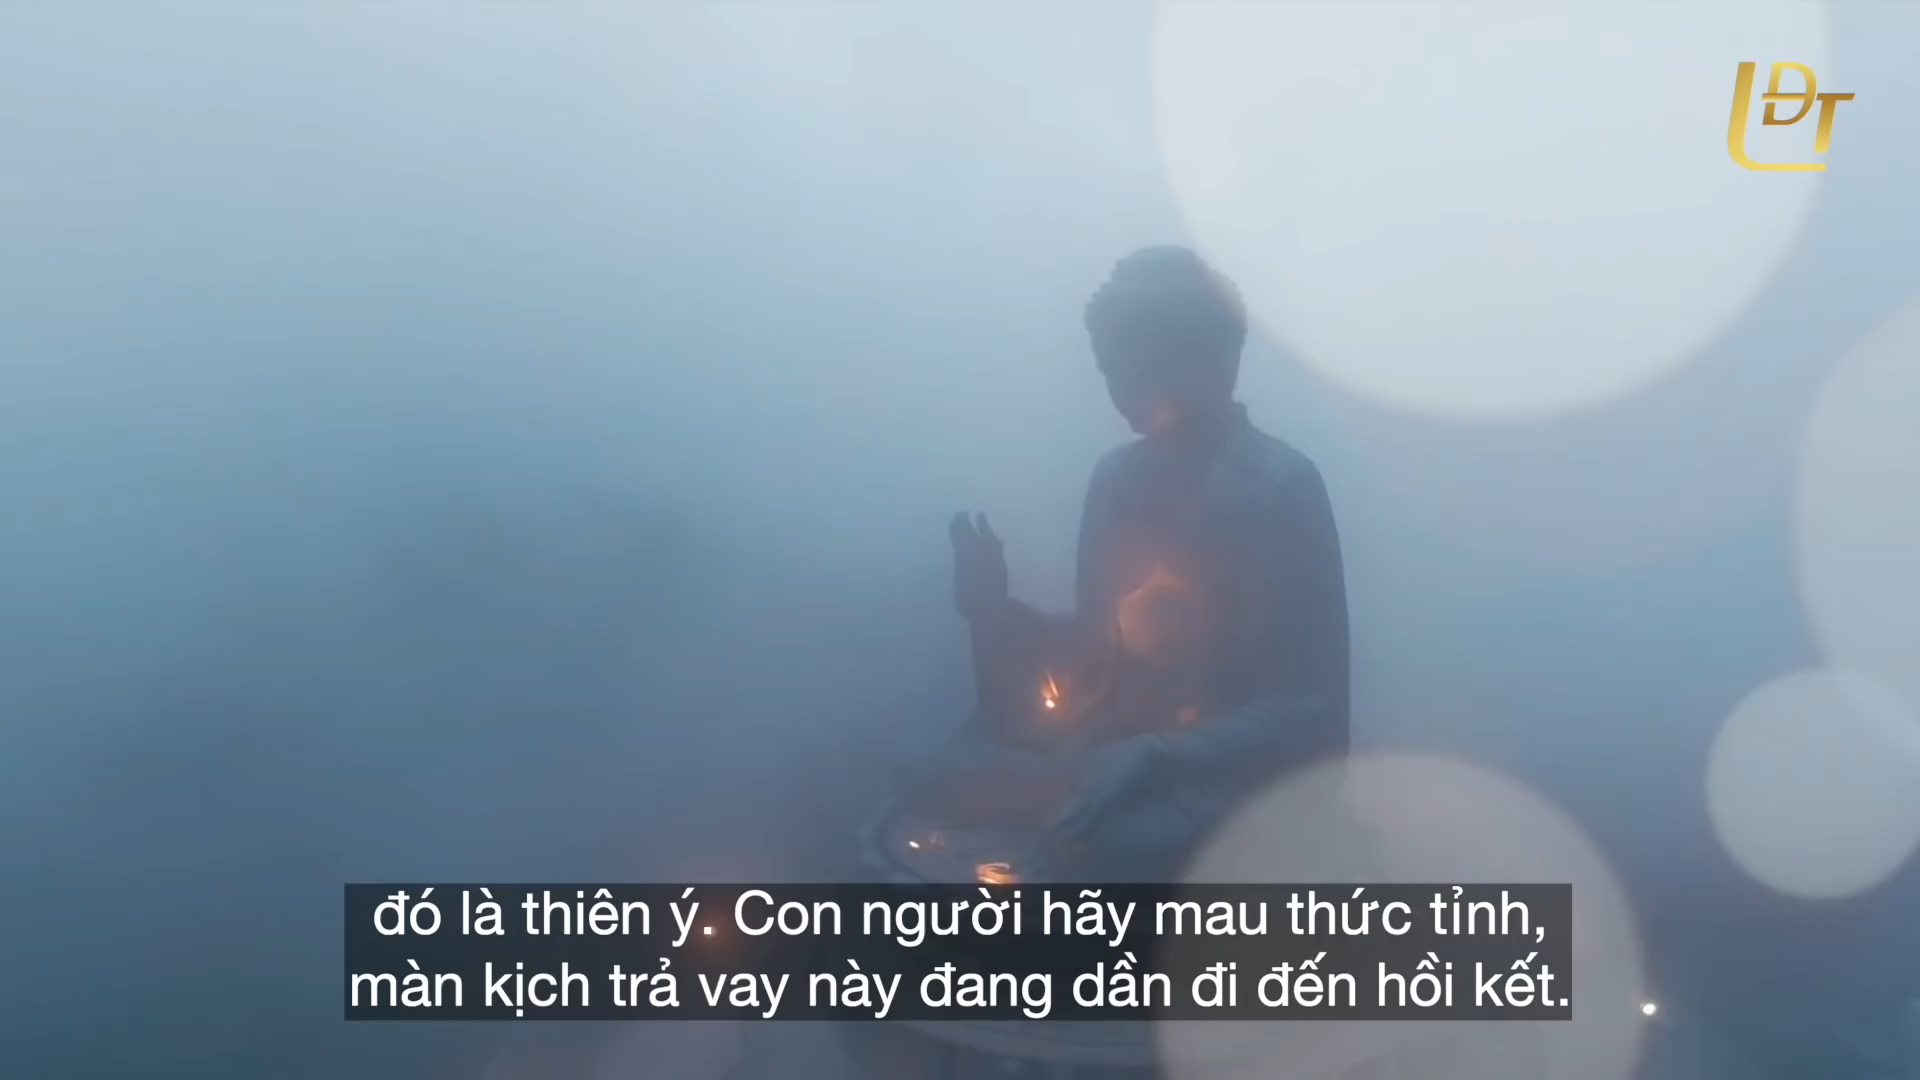 LĐT
đó là thiên ý. Con người hãy mau thức tỉnh,
màn kịch trả vay này đang dần đi đến hồi kết.